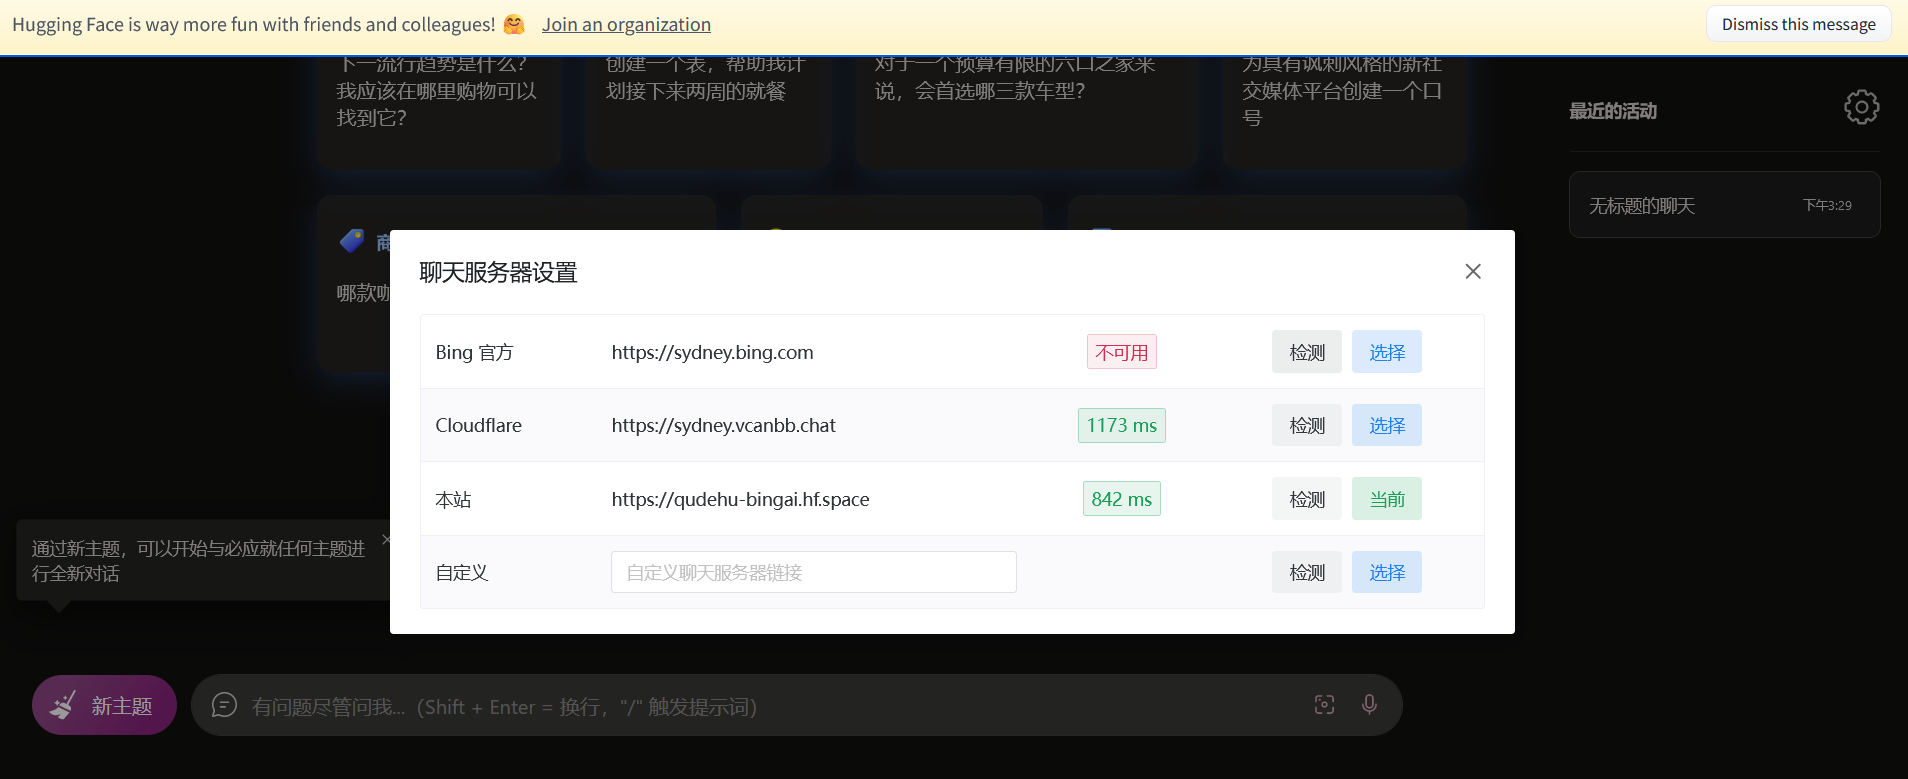 Hugging Face is way more fun with friends and colleagues! 🤗 Join an organization
Dismiss this message
下一流行趋势是什么？
我应该在哪里购物可以
找到它？
创建一个表，帮助我计
划接下来两周的就餐
对于一个预算有限的六口之家来
说，会首选哪三款车型？
为具有讽刺风格的新社
交媒体平台创建一个口
号
最近的活动
无标题的聊天
下午3:29
商
哪款咖
聊天服务器设置
Bing 官方 https://sydney.bing.com 不可用 检测 选择
Cloudflare https://sydney.vcanbb.chat 1173 ms 检测 选择
本站 https://qudehu-bingai.hf.space 842 ms 检测 当前
自定义 自定义聊天服务器链接 检测 选择
通过新主题，可以开始与必应就任何主题进
行全新对话
新主题
有问题尽管问我... (Shift + Enter = 换行，"/" 触发提示词)